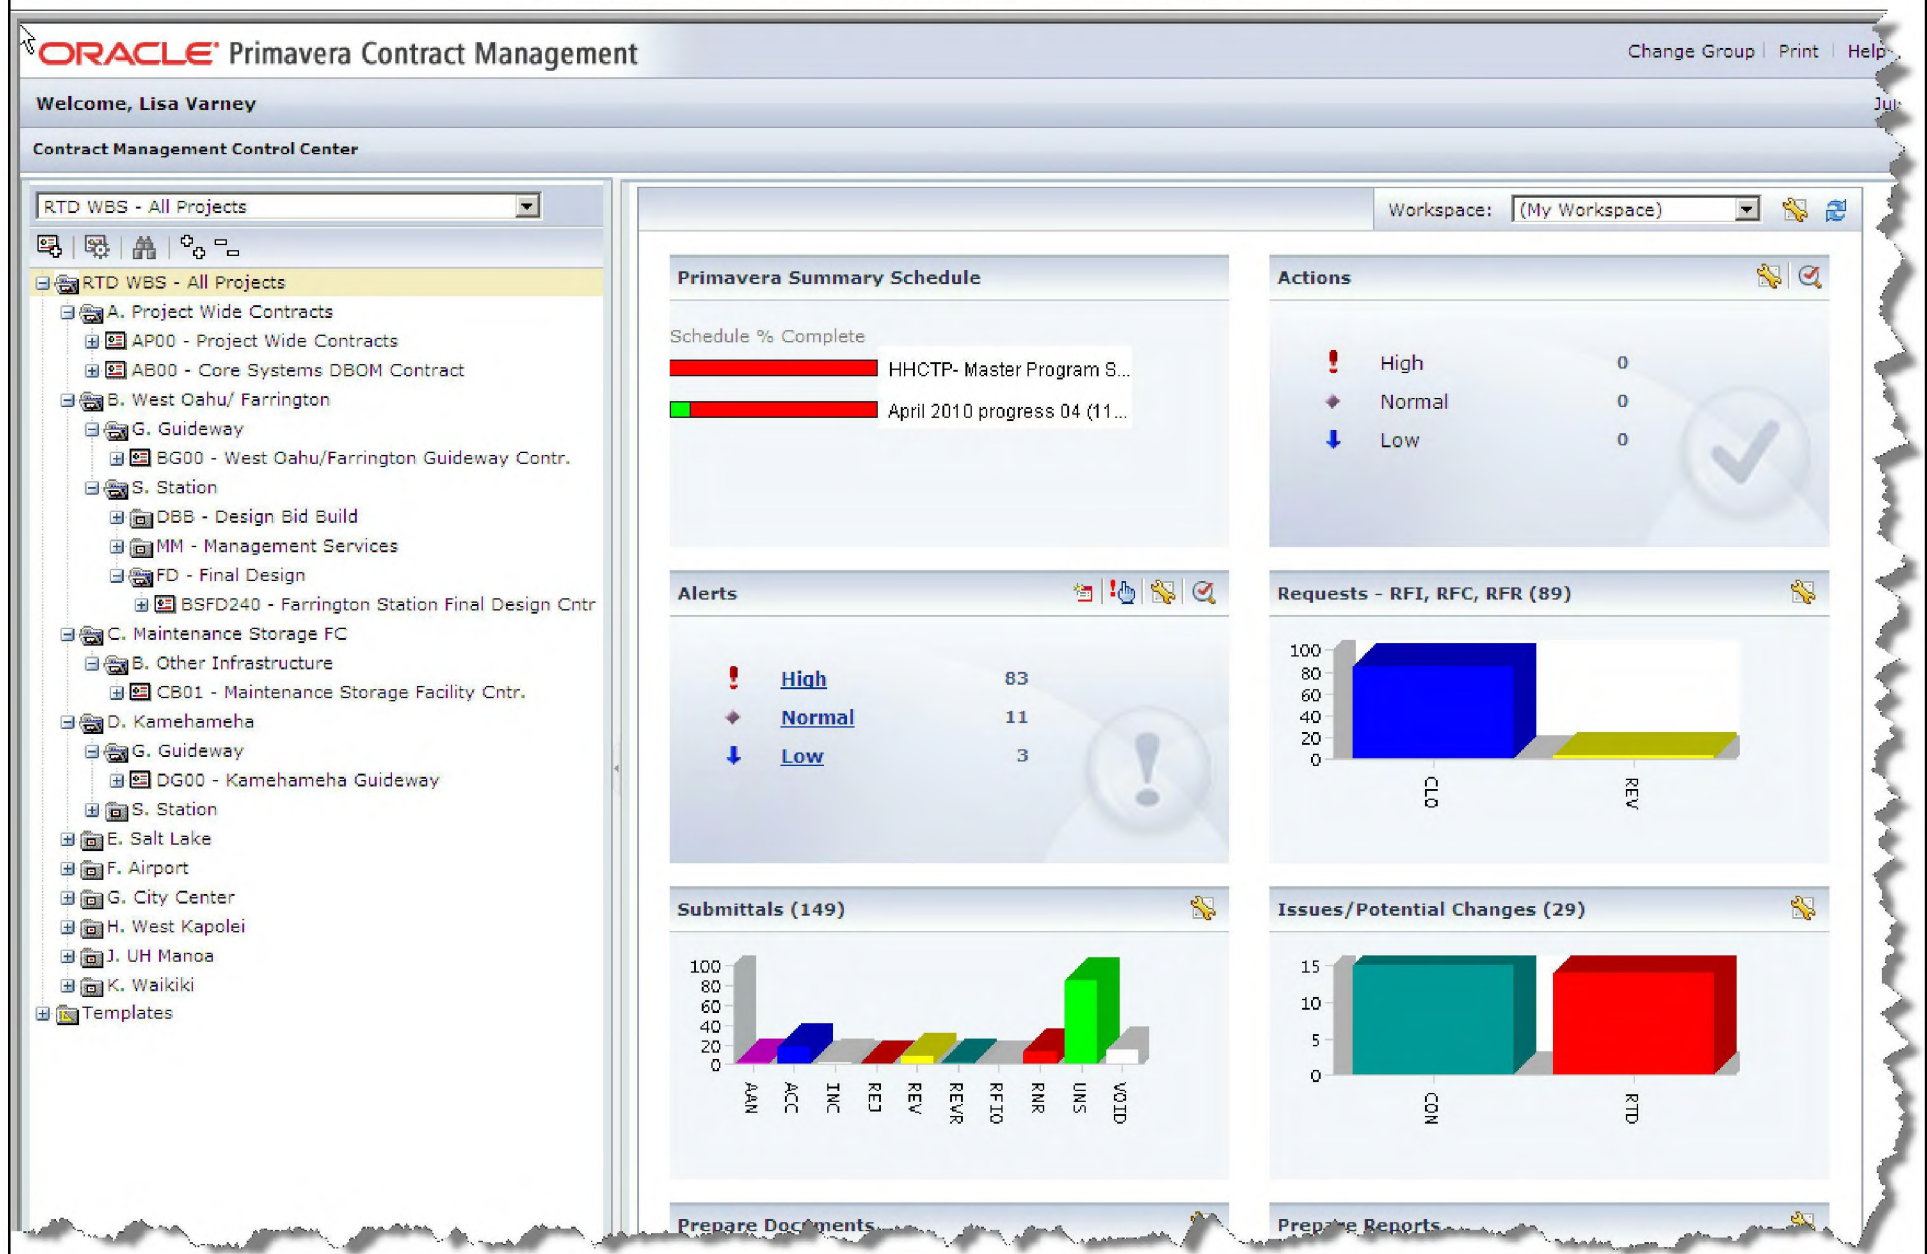 ORACLE Primavera Contract Management
Change Group | Print | Help
Welcome, Lisa Varney
Contract Management Control Center
RTD WBS - All Projects
RTD WBS - All Projects
A. Project Wide Contracts
AP00 - Project Wide Contracts
AB00 - Core Systems DBOM Contract
B. West Oahu/ Farrington
G. Guideway
BG00 - West Oahu/Farrington Guideway Contr.
S. Station
DBB - Design Bid Build
MM - Management Services
FD - Final Design
BSFD240 - Farrington Station Final Design Cntr
C. Maintenance Storage FC
B. Other Infrastructure
CB01 - Maintenance Storage Facility Cntr.
D. Kamehameha
G. Guideway
DG00 - Kamehameha Guideway
S. Station
E. Salt Lake
F. Airport
G. City Center
H. West Kapolei
J. UH Manoa
K. Waikiki
Templates
Workspace: (My Workspace)
Primavera Summary Schedule
Schedule % Complete
HHCTP- Master Program S...
April 2010 progress 04 (11...
Actions
High 0
Normal 0
Low 0
Alerts
High 83
Normal 11
Low 3
Requests - RFI, RFC, RFR (89)
100
80
60
40
20
0
CLO
REV
Submittals (149)
100
80
60
40
20
0
AAN
ACC
INC
REJ
REV
REVR
RFIO
RNR
UNS
VOID
Issues/Potential Changes (29)
15
10
5
0
CON
RTD
Prepare Documents
Prepare Reports